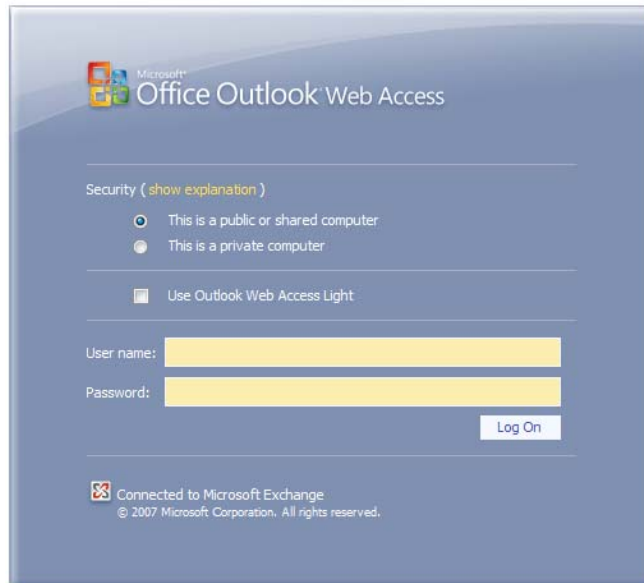 Microsoft®
Office Outlook Web Access
Security ( show explanation )
This is a public or shared computer
This is a private computer
Use Outlook Web Access Light
User name:
Password:
Log On
Connected to Microsoft Exchange
© 2007 Microsoft Corporation. All rights reserved.